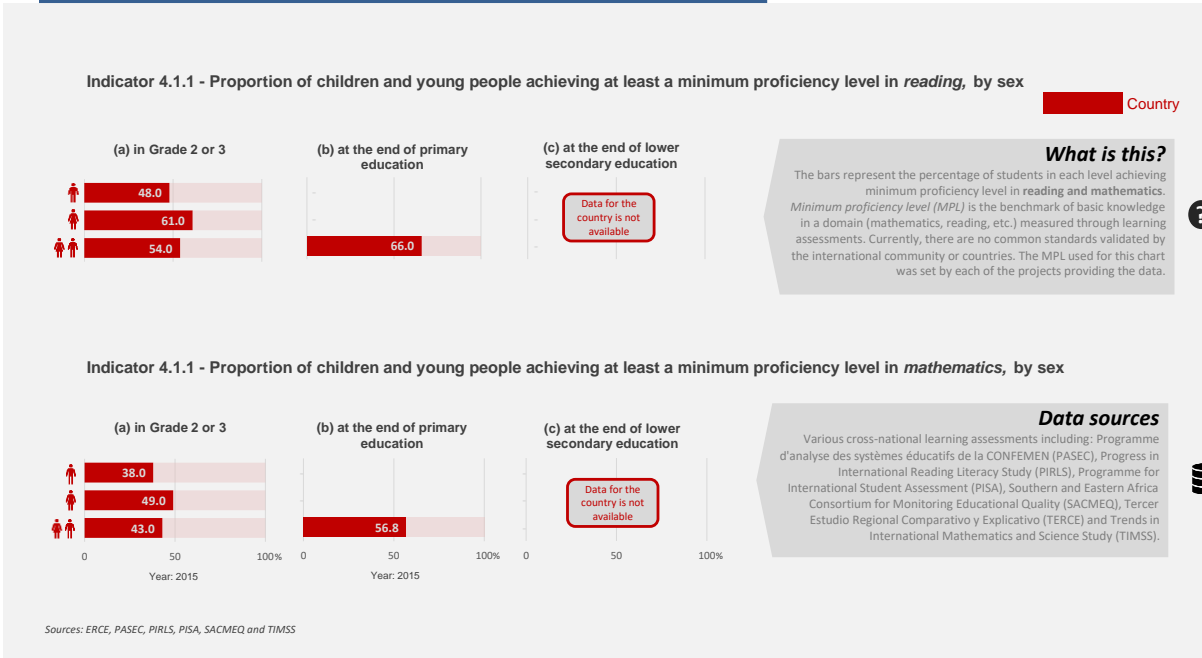 Indicator 4.1.1 - Proportion of children and young people achieving at least a minimum proficiency level in reading, by sex
Country
(a) in Grade 2 or 3
48.0
61.0
54.0
(b) at the end of primary
education
66.0
(c) at the end of lower
secondary education
Data for the
country is not
available
What is this?
The bars represent the percentage of students in each level achieving
minimum proficiency level in reading and mathematics.
Minimum proficiency level (MPL) is the benchmark of basic knowledge
in a domain (mathematics, reading, etc.) measured through learning
assessments. Currently, there are no common standards validated by
the international community or countries. The MPL used for this chart
was set by each of the projects providing the data.
?
Indicator 4.1.1 - Proportion of children and young people achieving at least a minimum proficiency level in mathematics, by sex
(a) in Grade 2 or 3
38.0
49.0
43.0
0 50 100%
Year: 2015
(b) at the end of primary
education
56.8
0 50 100%
Year: 2015
(c) at the end of lower
secondary education
Data for the
country is not
available
0 50 100%
Data sources
Various cross-national learning assessments including: Programme
d'analyse des systèmes éducatifs de la CONFEMEN (PASEC), Progress in
International Reading Literacy Study (PIRLS), Programme for
International Student Assessment (PISA), Southern and Eastern Africa
Consortium for Monitoring Educational Quality (SACMEQ), Tercer
Estudio Regional Comparativo y Explicativo (TERCE) and Trends in
International Mathematics and Science Study (TIMSS).
Sources: ERCE, PASEC, PIRLS, PISA, SACMEQ and TIMSS